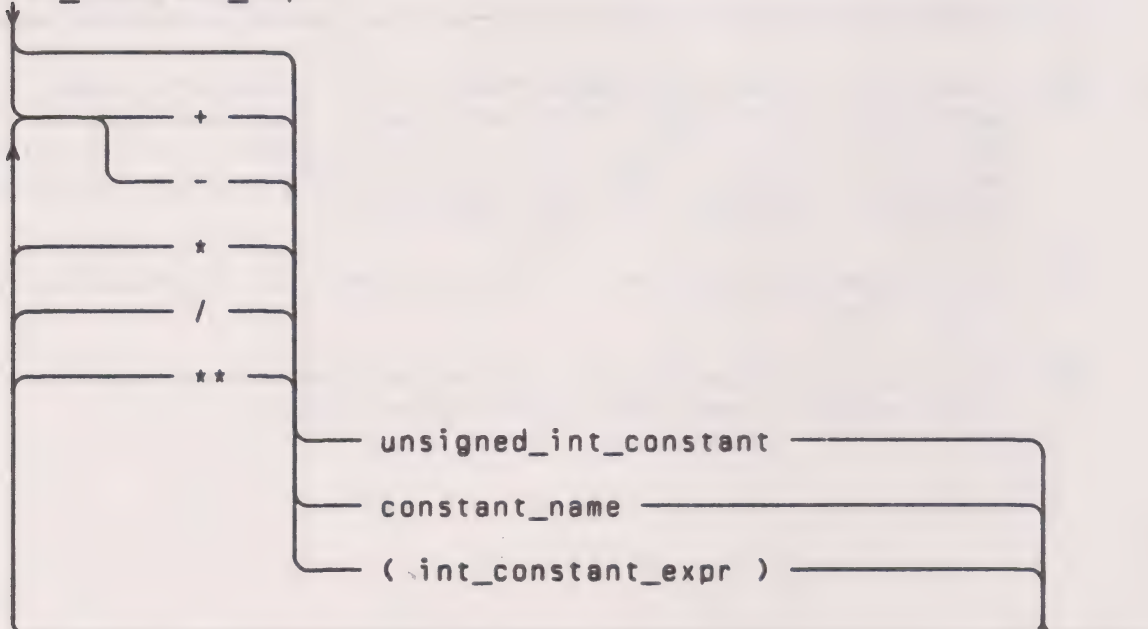 +
-
*
/
**
unsigned_int_constant
constant_name
( int_constant_expr )